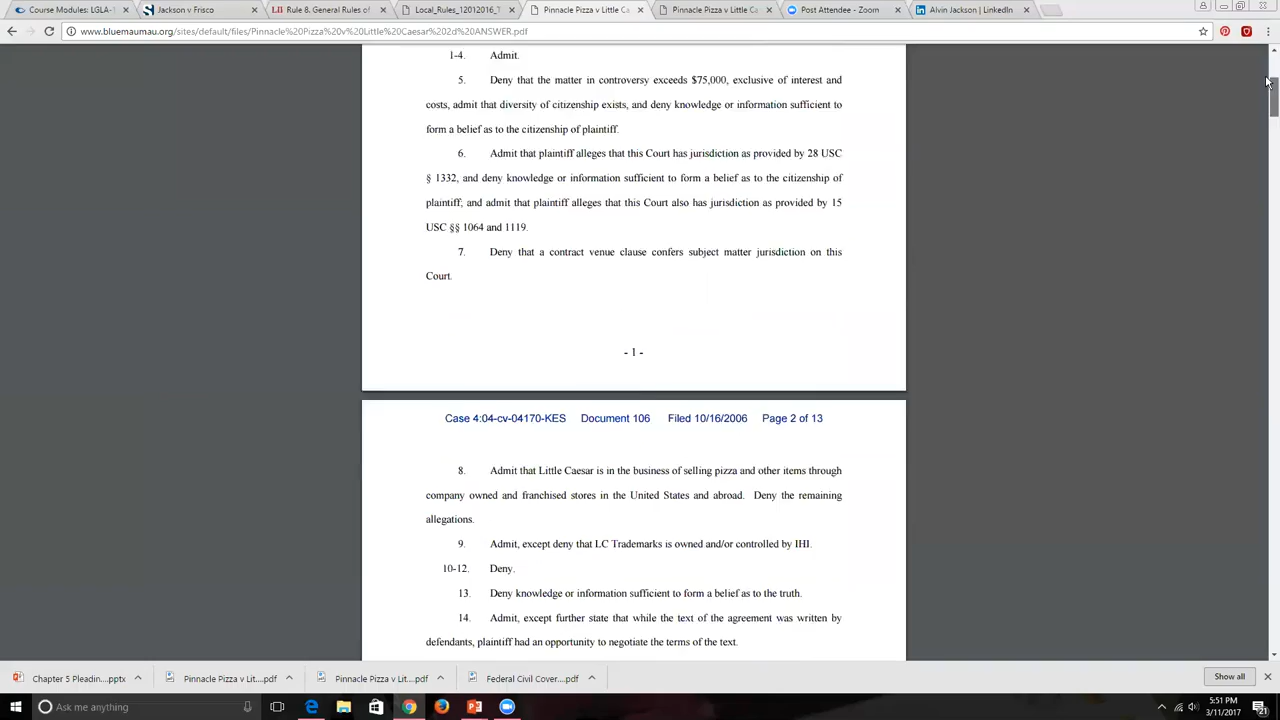 Course Modules: LGLA-1
Jackson v Frisco
Rule 8. General Rules of
Local_Rules_12012016_1
Pinnacle Pizza v Little Ca
Pinnacle Pizza v Little Ca
Post Attendee - Zoom
Alvin Jackson | LinkedIn
www.bluemaumau.org/sites/default/files/Pinnacle%20Pizza%20v%20Little%20Caesar%202d%20ANSWER.pdf
1-4. Admit.
5. Deny that the matter in controversy exceeds $75,000, exclusive of interest and
costs, admit that diversity of citizenship exists, and deny knowledge or information sufficient to
form a belief as to the citizenship of plaintiff.
6. Admit that plaintiff alleges that this Court has jurisdiction as provided by 28 USC
§ 1332, and deny knowledge or information sufficient to form a belief as to the citizenship of
plaintiff; and admit that plaintiff alleges that this Court also has jurisdiction as provided by 15
USC §§ 1064 and 1119.
7. Deny that a contract venue clause confers subject matter jurisdiction on this
Court.
- 1 -
Case 4:04-cv-04170-KES Document 106 Filed 10/16/2006 Page 2 of 13
8. Admit that Little Caesar is in the business of selling pizza and other items through
company owned and franchised stores in the United States and abroad. Deny the remaining
allegations.
9. Admit, except deny that LC Trademarks is owned and/or controlled by IHI.
10-12. Deny.
13. Deny knowledge or information sufficient to form a belief as to the truth.
14. Admit, except further state that while the text of the agreement was written by
defendants, plaintiff had an opportunity to negotiate the terms of the text.
Chapter 5 Pleadin....pptx
Pinnacle Pizza v Lit....pdf
Pinnacle Pizza v Lit....pdf
Federal Civil Cover....pdf
Show all
Ask me anything
5:51 PM
3/11/2017